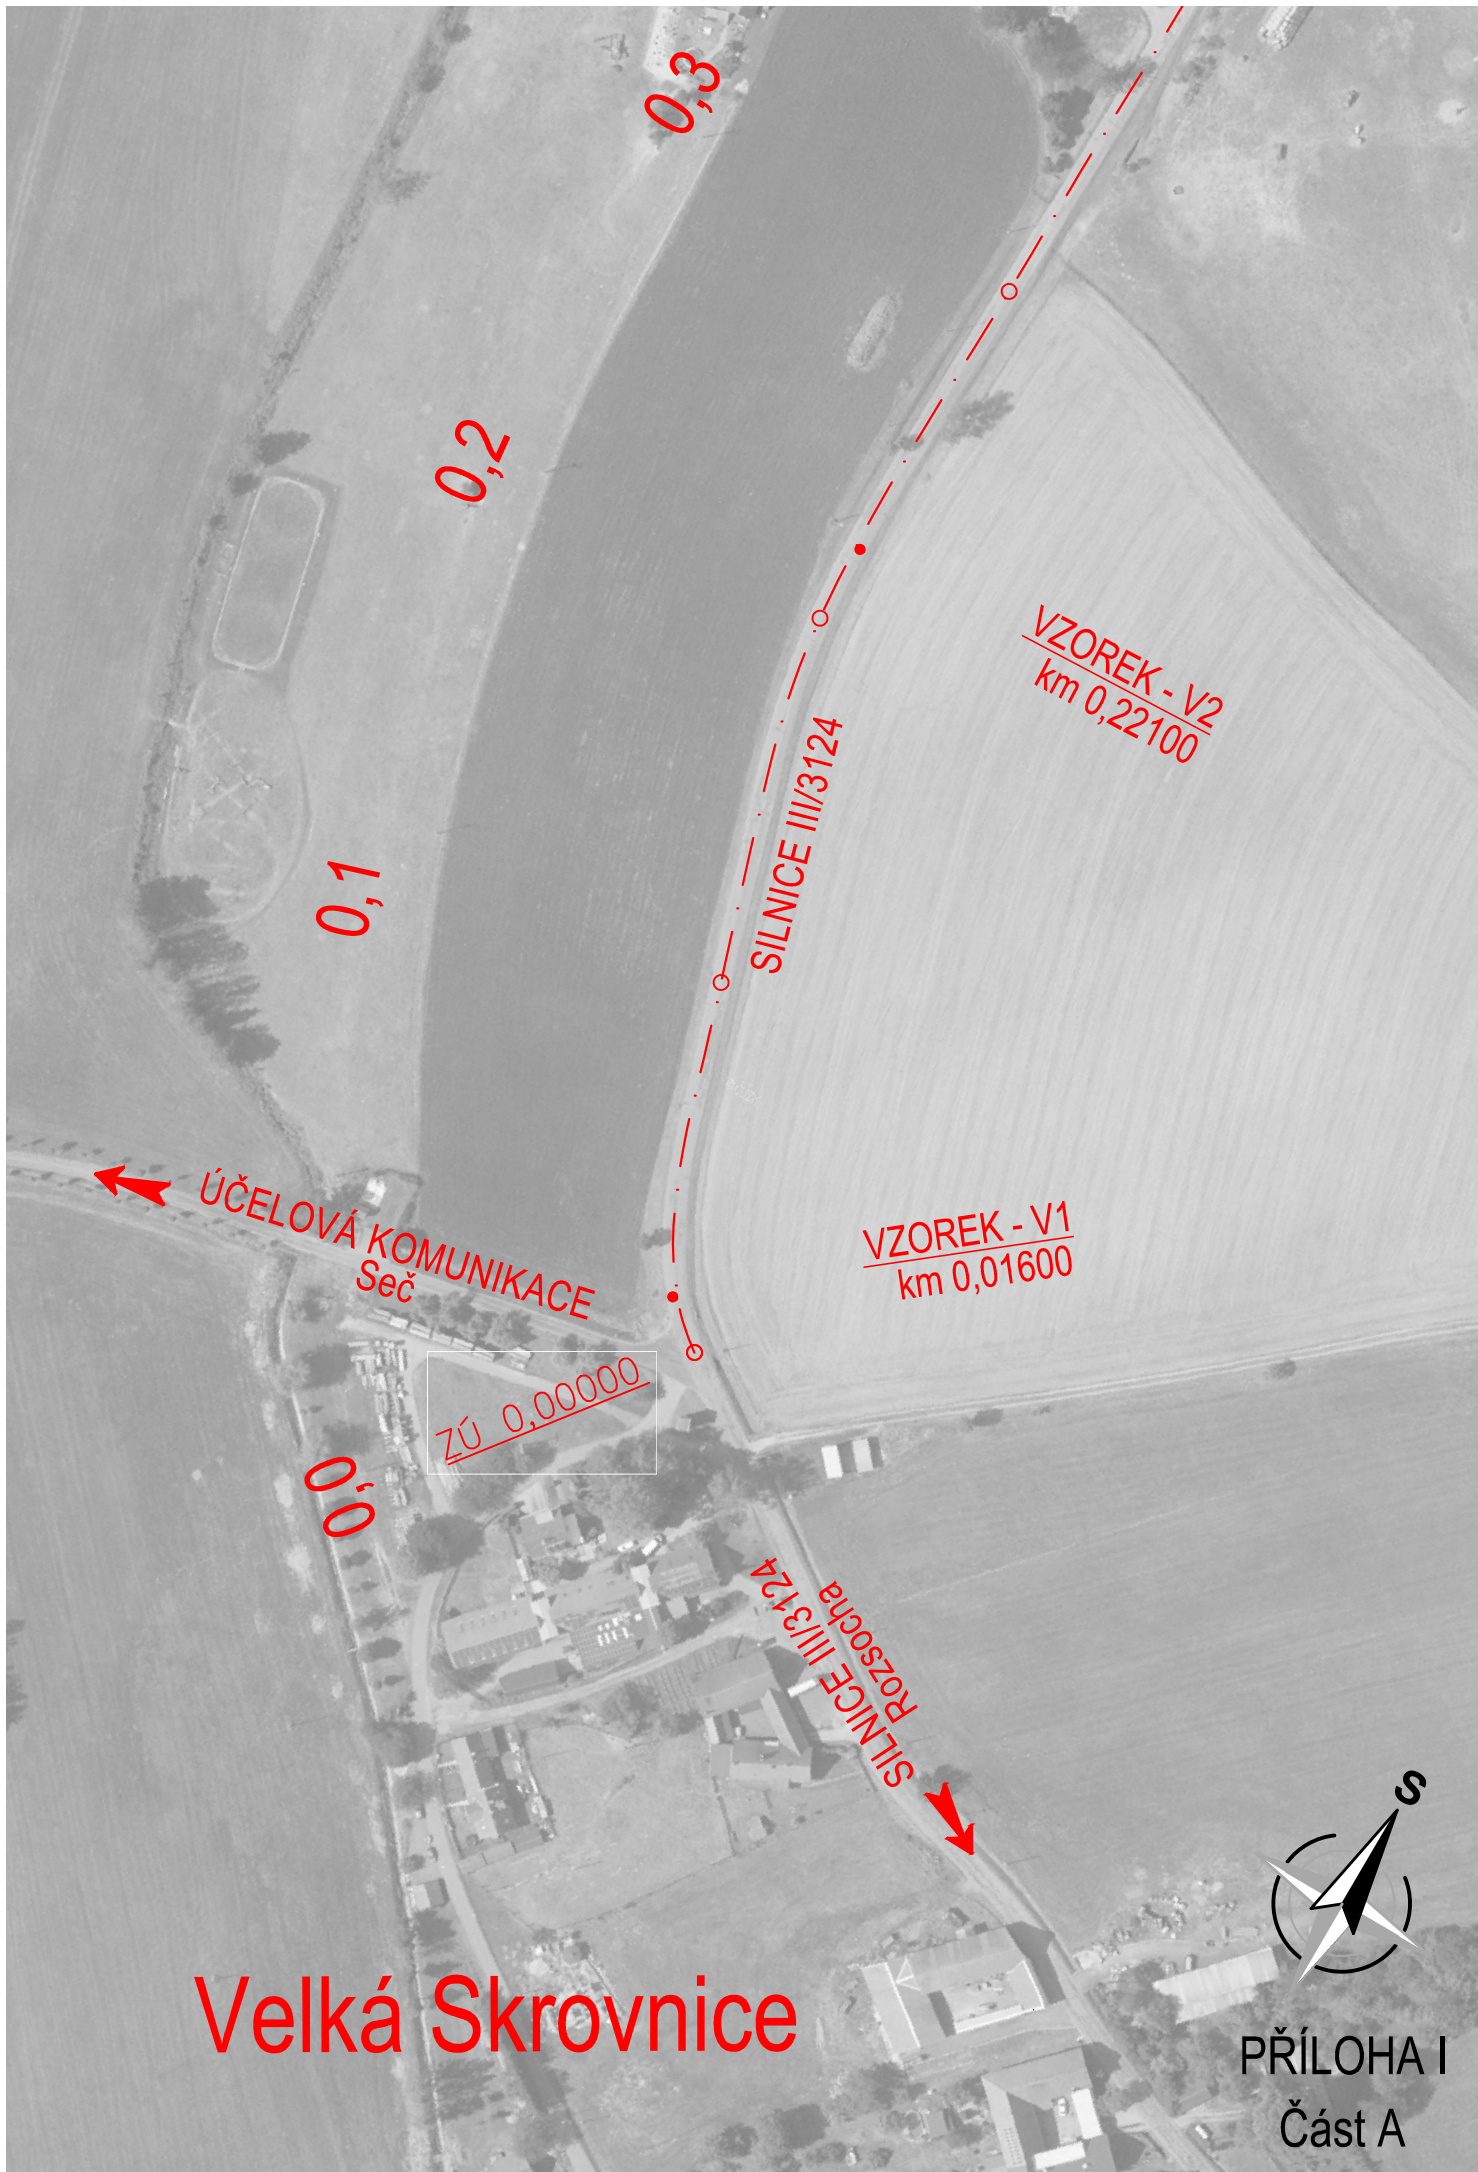 0,3
0,2
VZOREK - V2
km 0,22100
SILNICE III/3124
0,1
ÚČELOVÁ KOMUNIKACE
Seč
VZOREK - V1
km 0,01600
ZÚ 0,00000
0,0
SILNICE III/3124
Rozsocha
S
Velká Skrovnice
PŘÍLOHA I
Část A